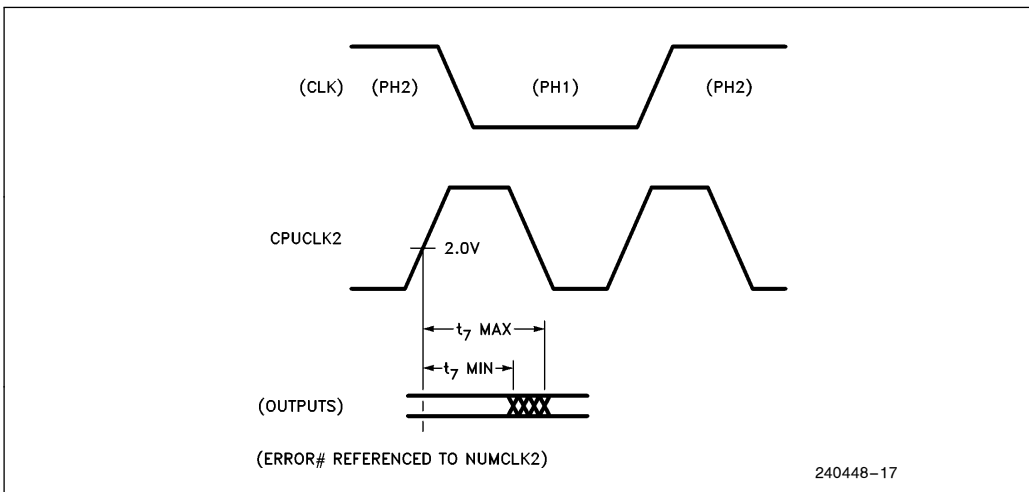 (CLK) (PH2) (PH1) (PH2)
CPUCLK2
2.0V
t7 MAX
t7 MIN
(OUTPUTS)
(ERROR# REFERENCED TO NUMCLK2)
240448–17